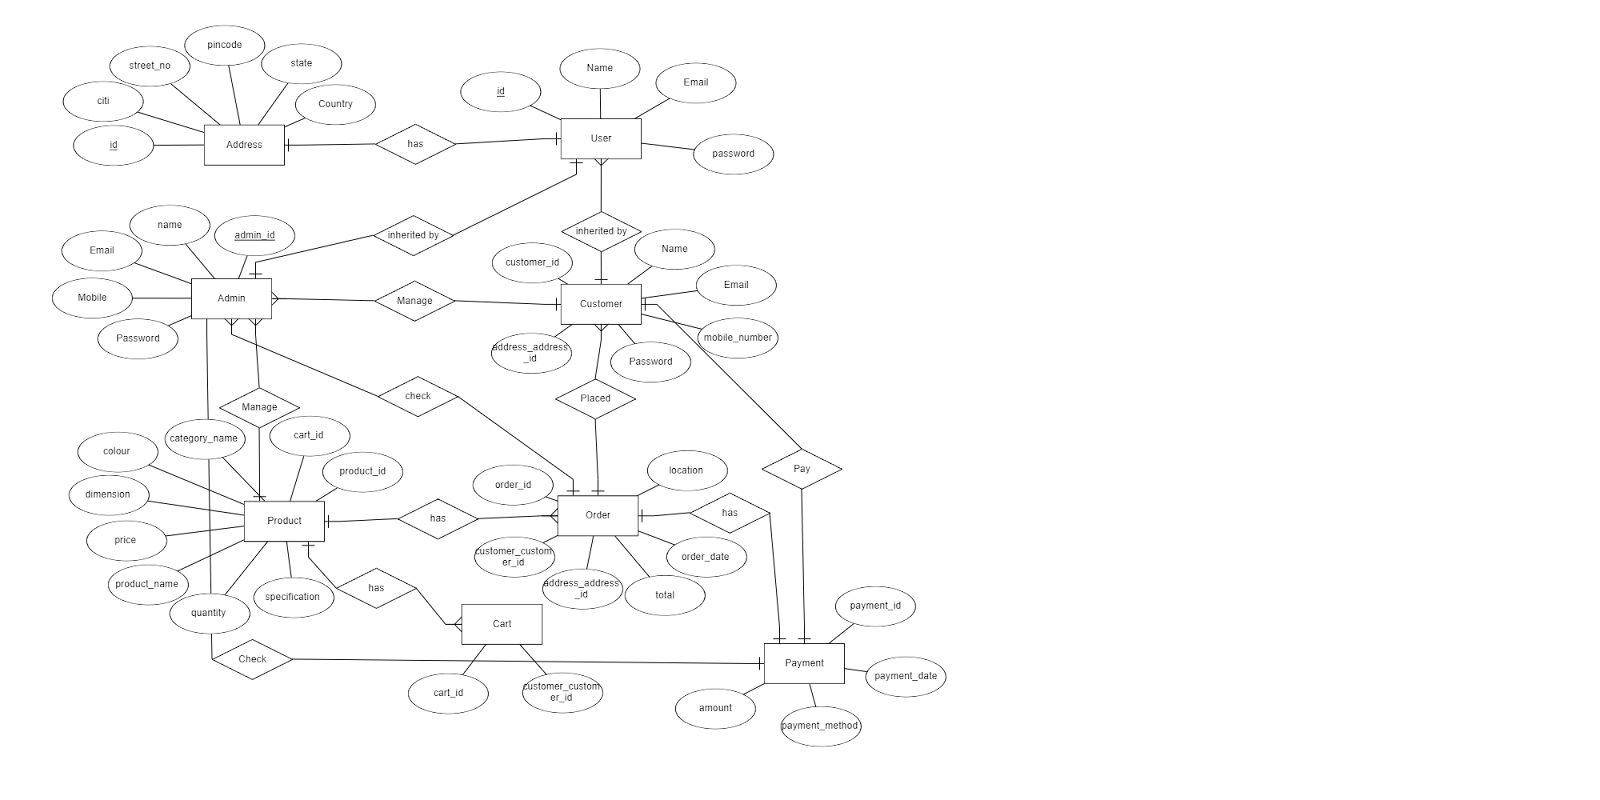 pincode
street_no
state
citi
Country
id
Address
has
id
Name
Email
User
password
name
admin_id
Email
Mobile
Admin
Password
inherited by
inherited by
Manage
customer_id
Name
Email
Customer
mobile_number
address_address
_id
Password
Manage
check
Placed
category_name
cart_id
colour
product_id
dimension
Product
price
product_name
quantity
specification
has
has
order_id
location
Order
has
customer_custom
er_id
order_date
address_address
_id
total
Pay
Cart
cart_id
customer_custom
er_id
Check
payment_id
Payment
payment_date
amount
payment_method